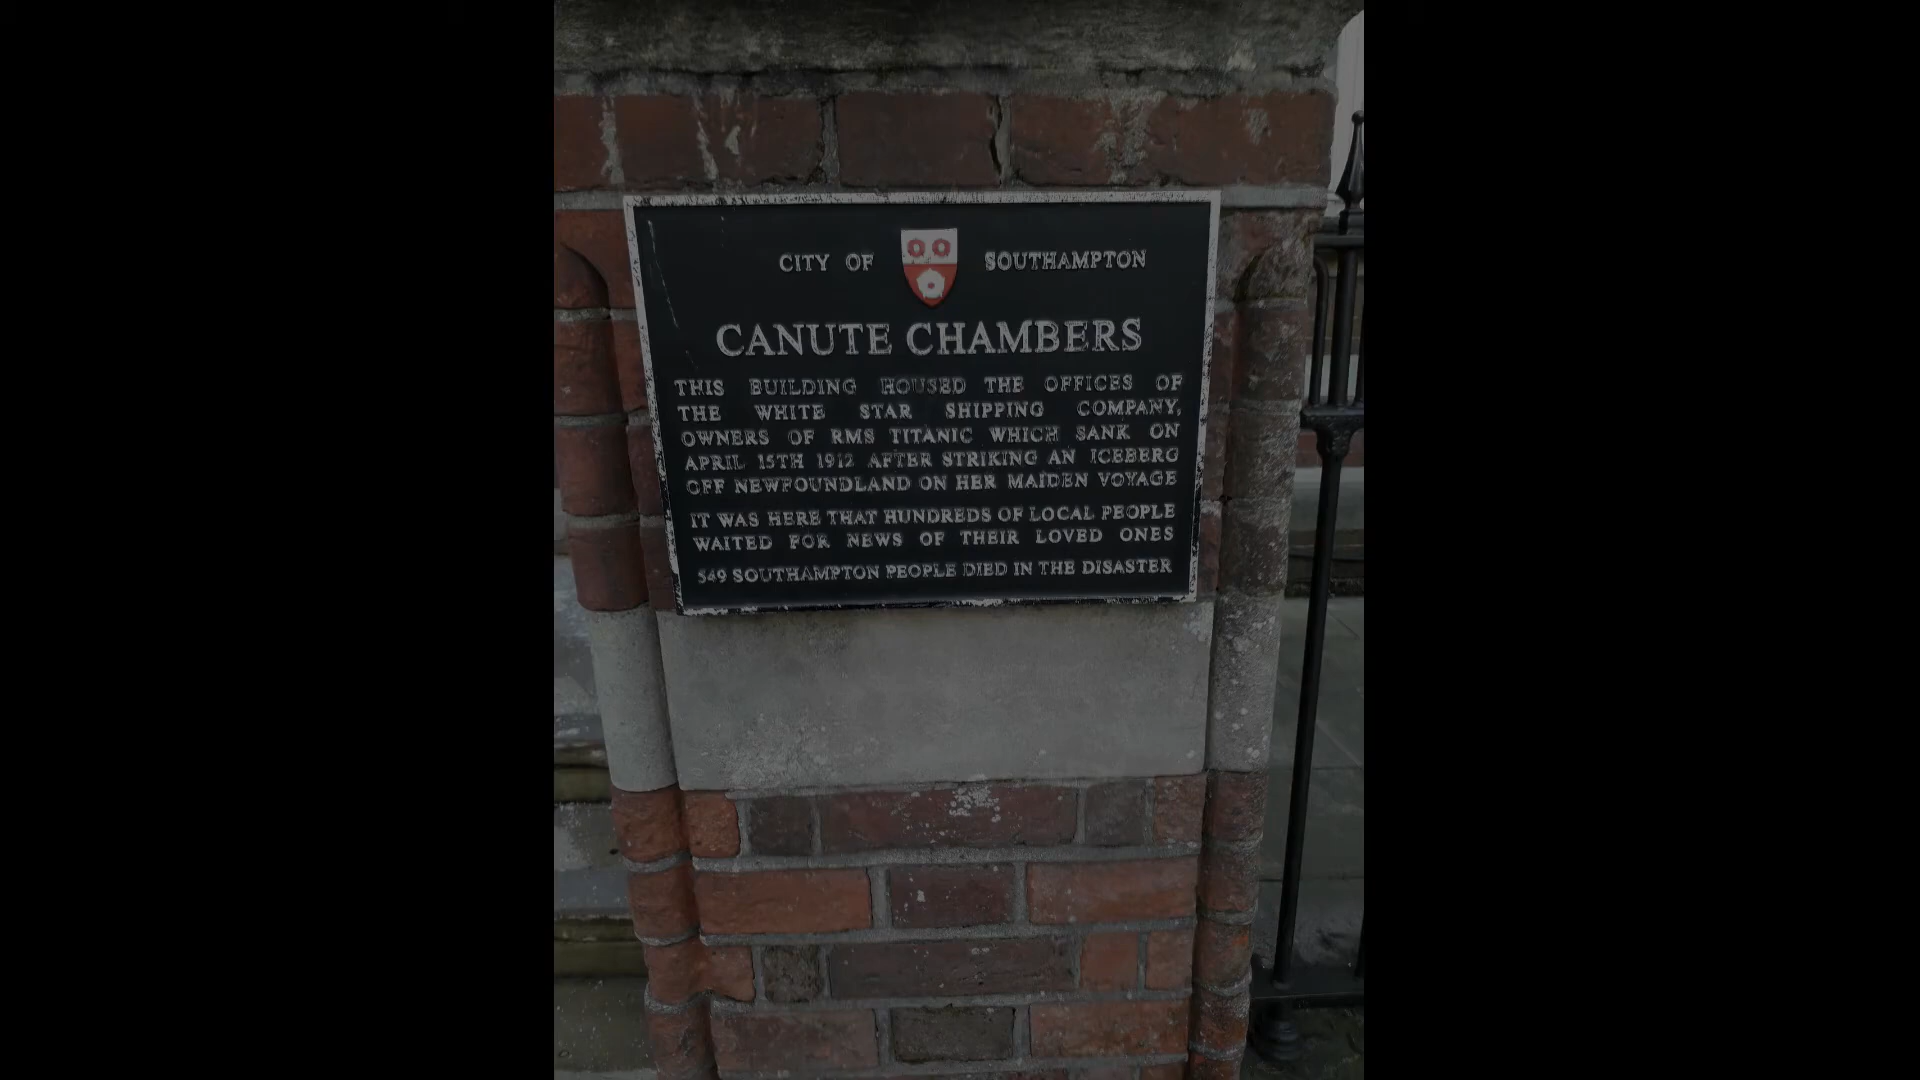 CITY OF SOUTHAMPTON
CANUTE CHAMBERS
THIS BUILDING HOUSED THE OFFICES OF
THE WHITE STAR SHIPPING COMPANY,
OWNERS OF RMS TITANIC WHICH SANK ON
APRIL 15TH 1912 AFTER STRIKING AN ICEBERG
OFF NEWFOUNDLAND ON HER MAIDEN VOYAGE
IT WAS HERE THAT HUNDREDS OF LOCAL PEOPLE
WAITED FOR NEWS OF THEIR LOVED ONES
549 SOUTHAMPTON PEOPLE DIED IN THE DISASTER